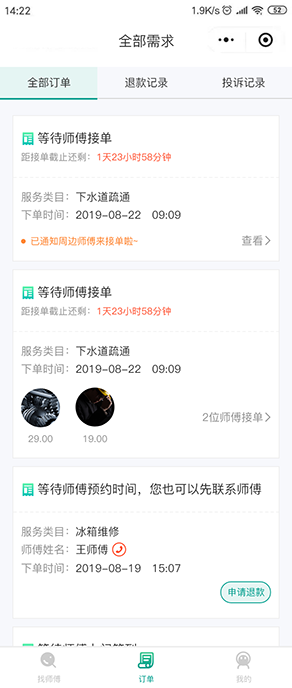 14:22
1.9K/s
52
全部需求
全部订单
退款记录
投诉记录
等待师傅接单
距接单截止还剩：1天23小时58分钟
服务类目：下水道疏通
下单时间：2019-08-22 09:09
已通知周边师傅来接单啦~
查看>
等待师傅接单
距接单截止还剩：1天23小时58分钟
服务类目：下水道疏通
下单时间：2019-08-22 09:09
29.00
19.00
2位师傅接单>
等待师傅预约时间，您也可以先联系师傅
服务类目：冰箱维修
师傅姓名：王师傅
下单时间：2019-08-19 15:07
申请退款
找师傅
订单
我的